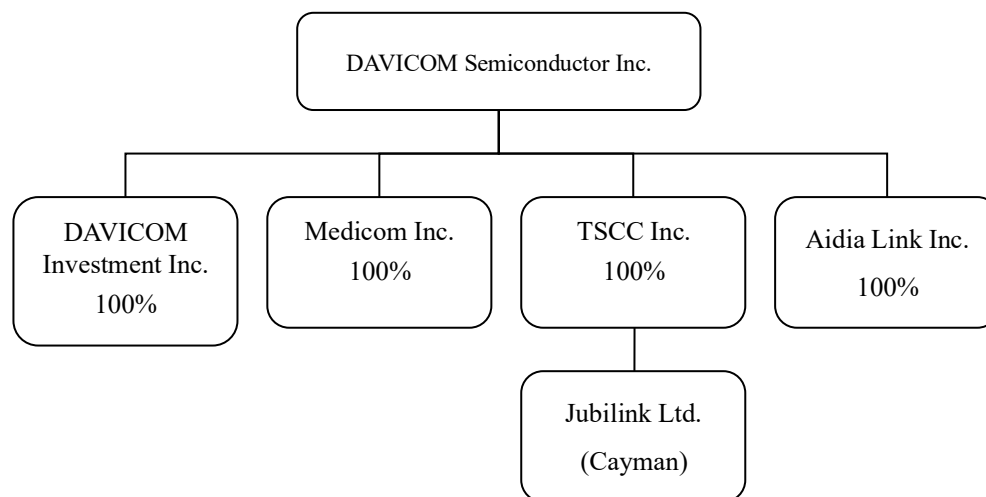 DAVICOM Semiconductor Inc.
DAVICOM
Investment Inc.
100%
Medicom Inc.
100%
TSCC Inc.
100%
Aidia Link Inc.
100%
Jubilink Ltd.
(Cayman)